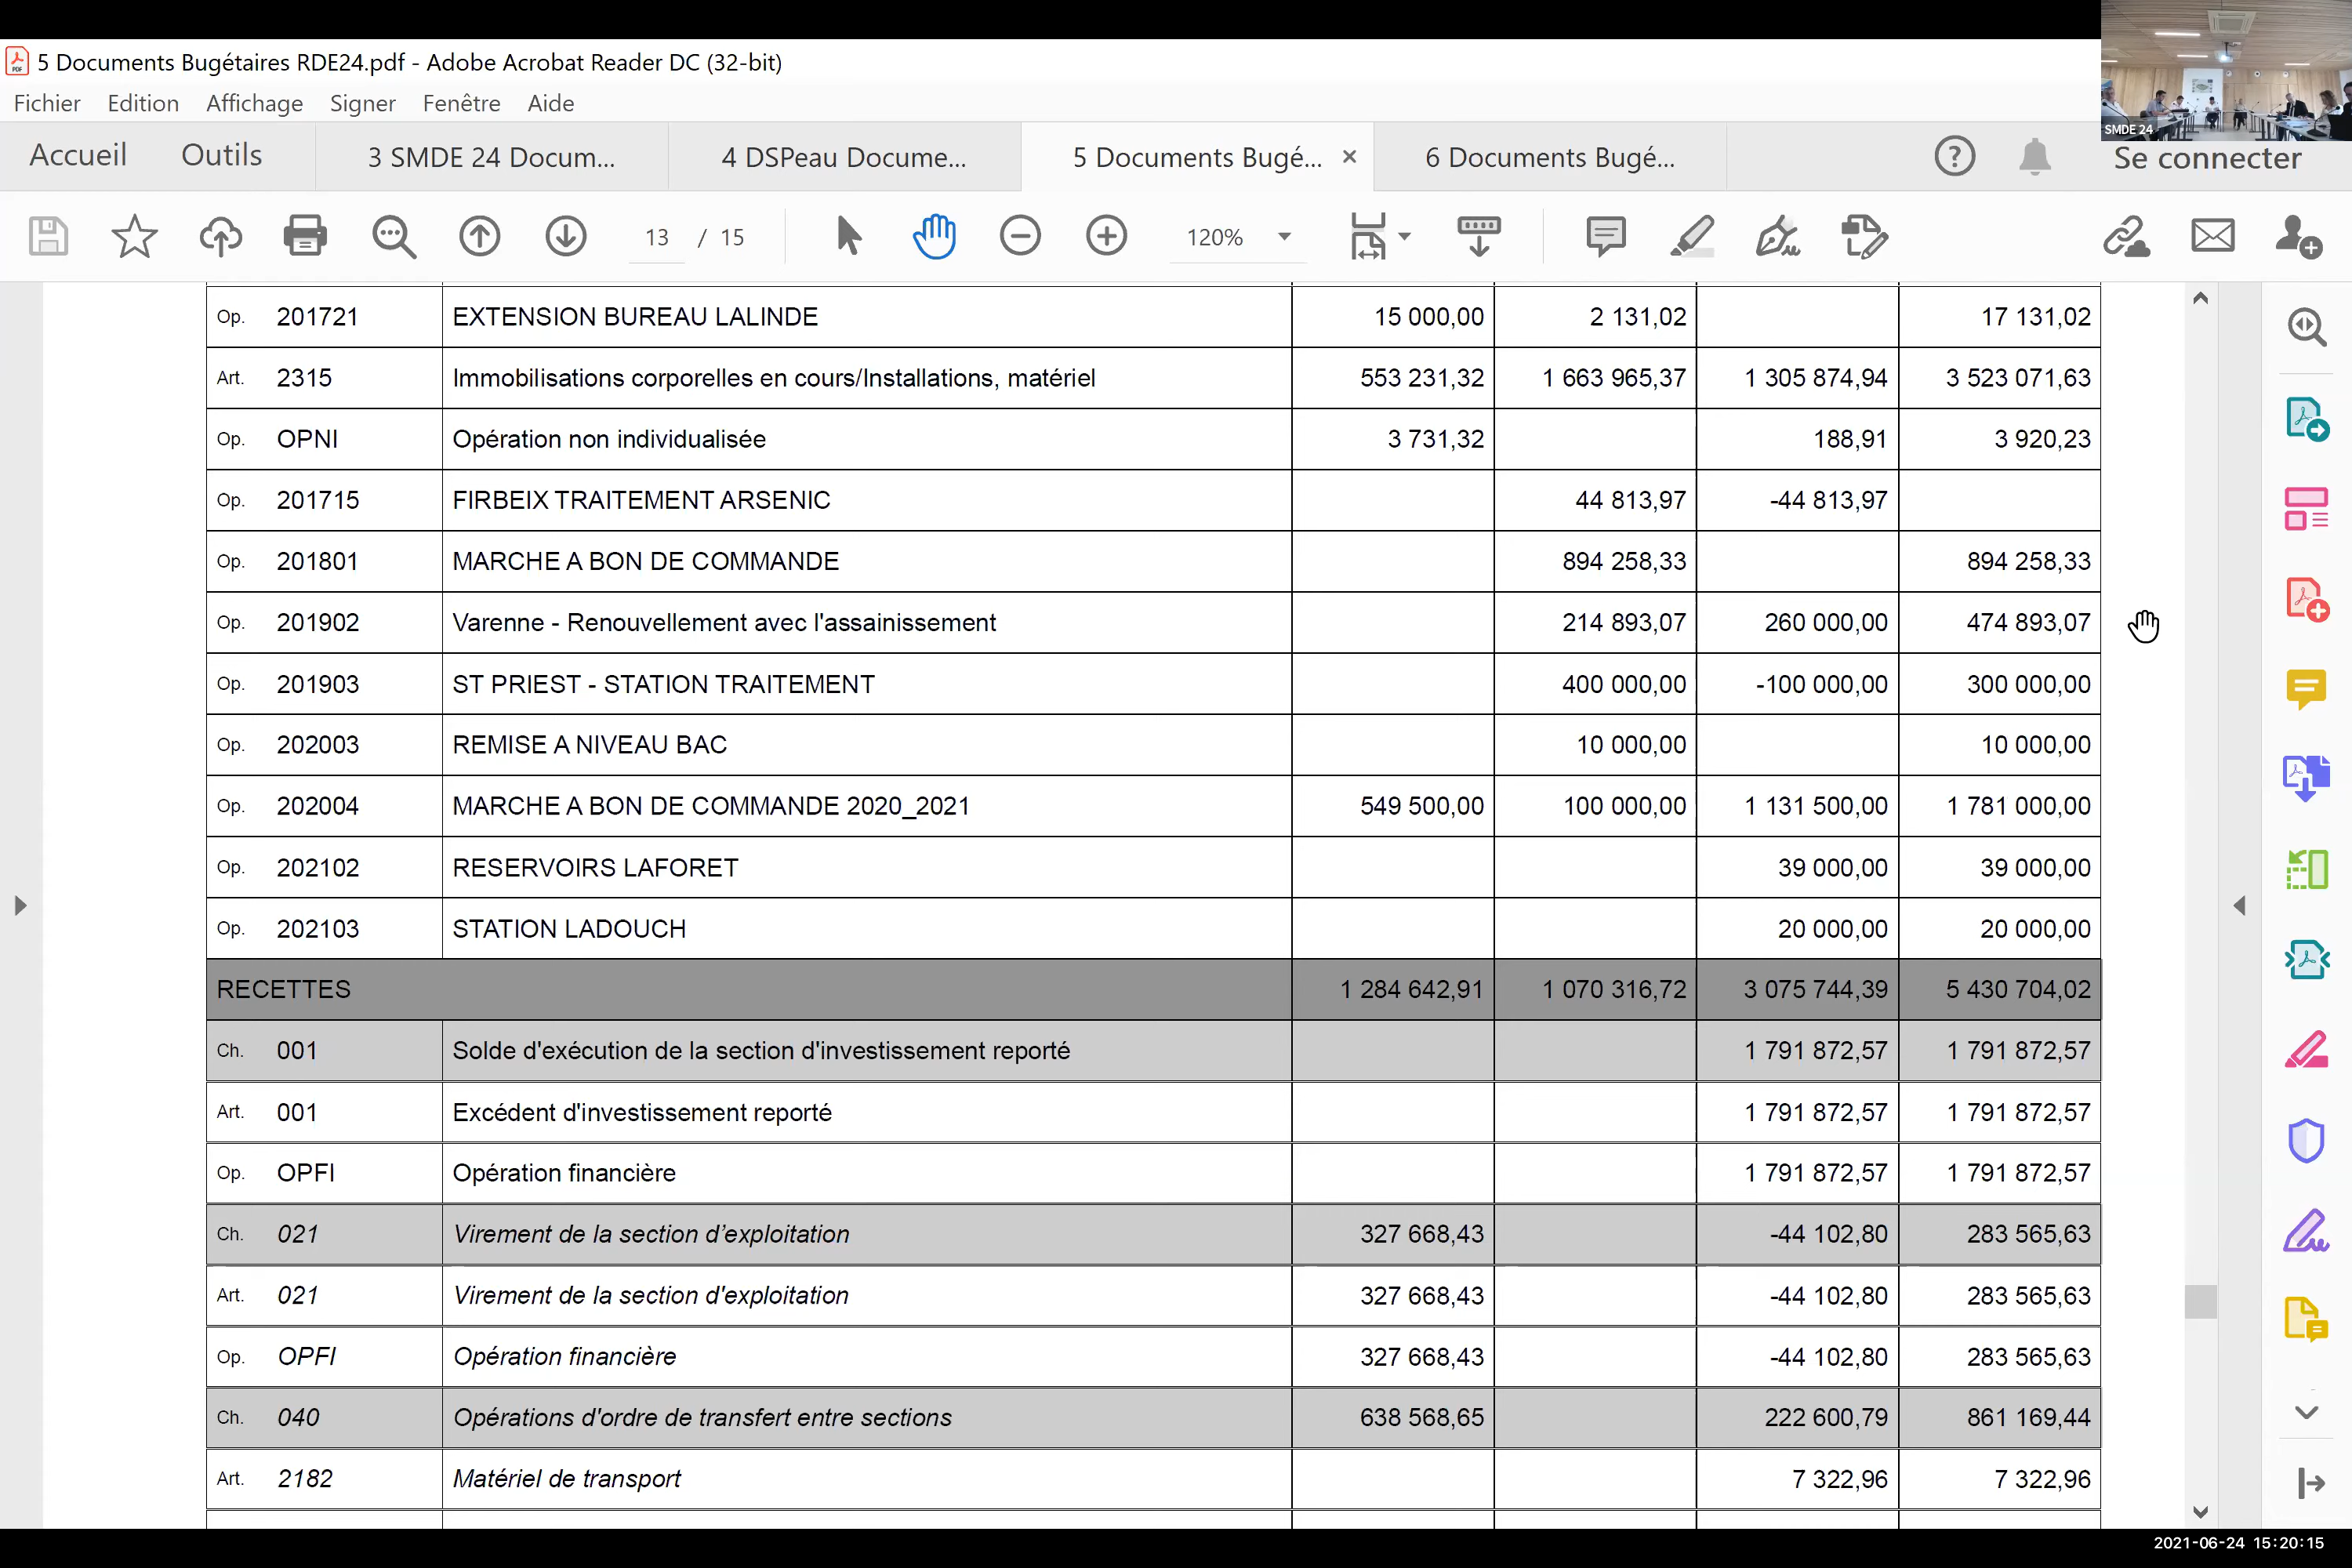 5 Documents Bugétaires RDE24.pdf - Adobe Acrobat Reader DC (32-bit)
Fichier Edition Affichage Signer Fenêtre Aide
SMDE 24
Accueil Outils 3 SMDE 24 Docum... 4 DSPeau Docume... 5 Documents Bugé... 6 Documents Bugé... Se connecter
13 / 15 120%
Op. 201721 EXTENSION BUREAU LALINDE 15 000,00 2 131,02 17 131,02
Art. 2315 Immobilisations corporelles en cours/Installations, matériel 553 231,32 1 663 965,37 1 305 874,94 3 523 071,63
Op. OPNI Opération non individualisée 3 731,32 188,91 3 920,23
Op. 201715 FIRBEIX TRAITEMENT ARSENIC 44 813,97 -44 813,97
Op. 201801 MARCHE A BON DE COMMANDE 894 258,33 894 258,33
Op. 201902 Varenne - Renouvellement avec l'assainissement 214 893,07 260 000,00 474 893,07
Op. 201903 ST PRIEST - STATION TRAITEMENT 400 000,00 -100 000,00 300 000,00
Op. 202003 REMISE A NIVEAU BAC 10 000,00 10 000,00
Op. 202004 MARCHE A BON DE COMMANDE 2020_2021 549 500,00 100 000,00 1 131 500,00 1 781 000,00
Op. 202102 RESERVOIRS LAFORET 39 000,00 39 000,00
Op. 202103 STATION LADOUCH 20 000,00 20 000,00
RECETTES 1 284 642,91 1 070 316,72 3 075 744,39 5 430 704,02
Ch. 001 Solde d'exécution de la section d'investissement reporté 1 791 872,57 1 791 872,57
Art. 001 Excédent d'investissement reporté 1 791 872,57 1 791 872,57
Op. OPFI Opération financière 1 791 872,57 1 791 872,57
Ch. 021 Virement de la section d’exploitation 327 668,43 -44 102,80 283 565,63
Art. 021 Virement de la section d'exploitation 327 668,43 -44 102,80 283 565,63
Op. OPFI Opération financière 327 668,43 -44 102,80 283 565,63
Ch. 040 Opérations d'ordre de transfert entre sections 638 568,65 222 600,79 861 169,44
Art. 2182 Matériel de transport 7 322,96 7 322,96
2021-06-24 15:20:15